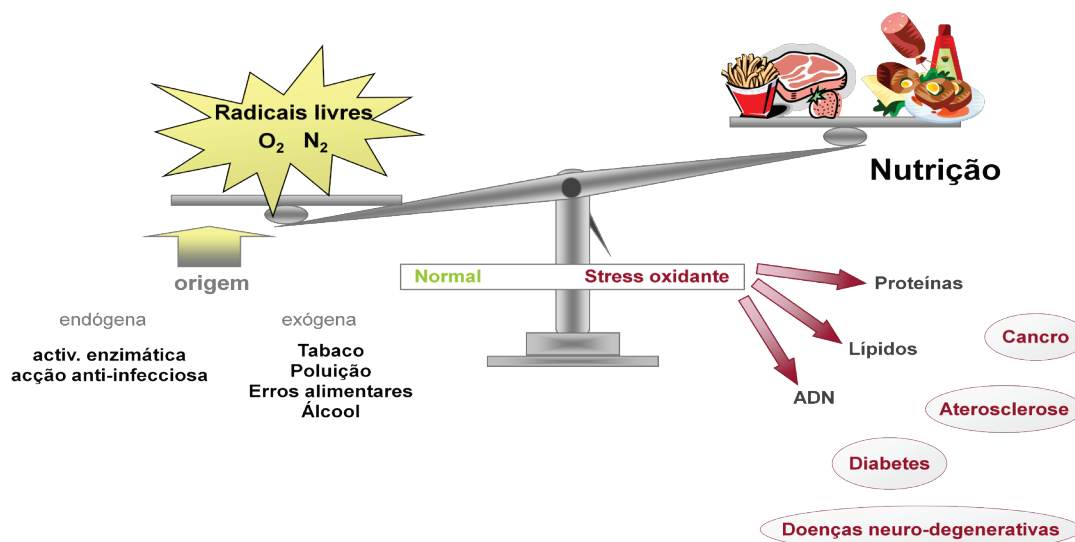 Radicais livres
O₂ N₂
Nutrição
origem
endógena
activ. enzimática
acção anti-infecciosa
exógena
Tabaco
Poluição
Erros alimentares
Álcool
Normal
Stress oxidante
Proteínas
Lípidos
ADN
Cancro
Aterosclerose
Diabetes
Doenças neuro-degenerativas